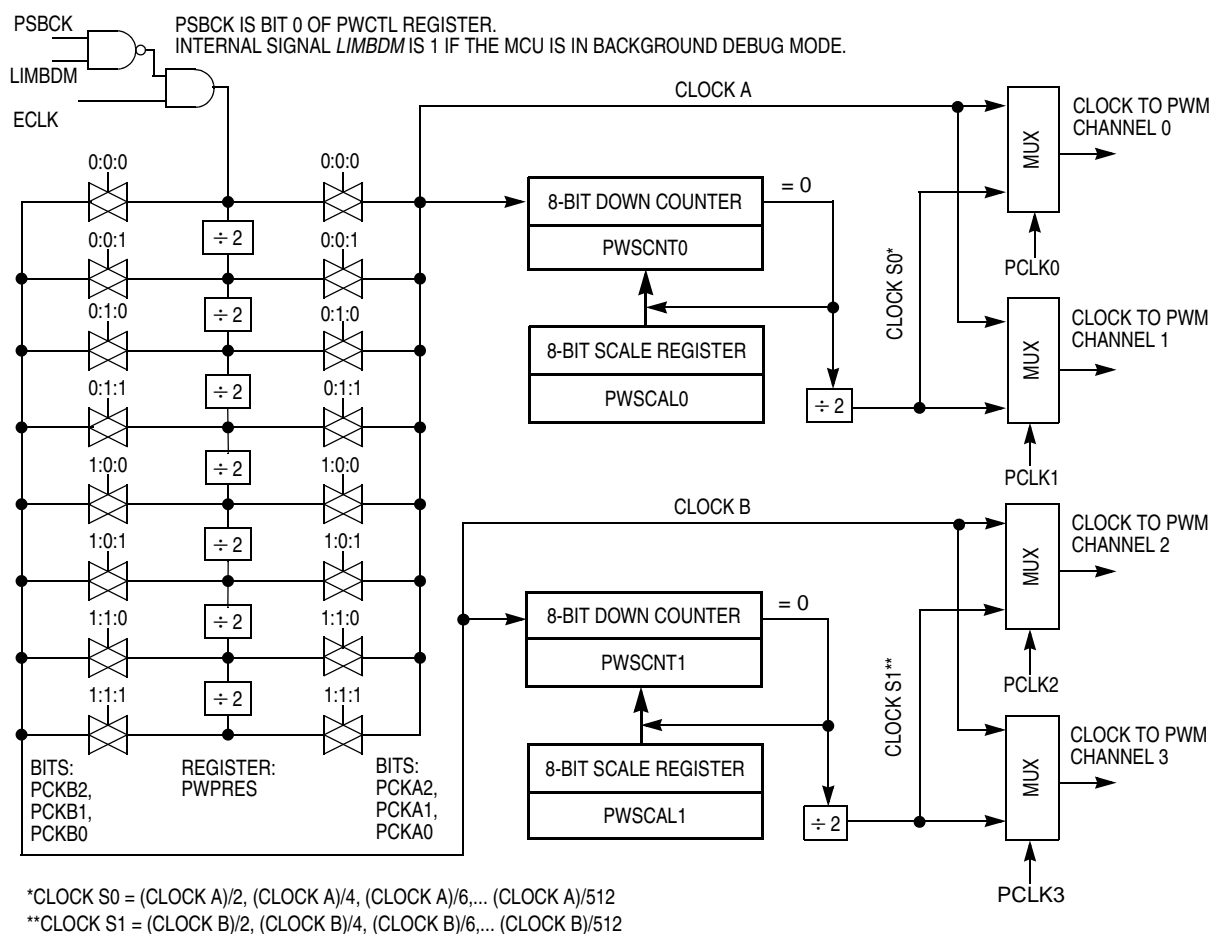 PSBCK
PSBCK IS BIT 0 OF PWCTL REGISTER.
INTERNAL SIGNAL LIMBDM IS 1 IF THE MCU IS IN BACKGROUND DEBUG MODE.
LIMBDM
ECLK
CLOCK A
CLOCK TO PWM
CHANNEL 0
MUX
PCLK0
0:0:0
0:0:0
8-BIT DOWN COUNTER
= 0
PWSCNT0
÷ 2
0:0:1
0:0:1
CLOCK S0*
÷ 2
0:1:0
0:1:0
CLOCK TO PWM
CHANNEL 1
MUX
PCLK1
8-BIT SCALE REGISTER
PWSCAL0
÷ 2
÷ 2
0:1:1
0:1:1
÷ 2
1:0:0
1:0:0
CLOCK B
CLOCK TO PWM
CHANNEL 2
MUX
PCLK2
÷ 2
1:0:1
1:0:1
8-BIT DOWN COUNTER
= 0
PWSCNT1
÷ 2
1:1:0
1:1:0
CLOCK S1**
÷ 2
1:1:1
1:1:1
CLOCK TO PWM
CHANNEL 3
MUX
PCLK3
8-BIT SCALE REGISTER
PWSCAL1
÷ 2
BITS:
PCKB2,
PCKB1,
PCKB0
REGISTER:
PWPRES
BITS:
PCKA2,
PCKA1,
PCKA0
*CLOCK S0 = (CLOCK A)/2, (CLOCK A)/4, (CLOCK A)/6,... (CLOCK A)/512
**CLOCK S1 = (CLOCK B)/2, (CLOCK B)/4, (CLOCK B)/6,... (CLOCK B)/512